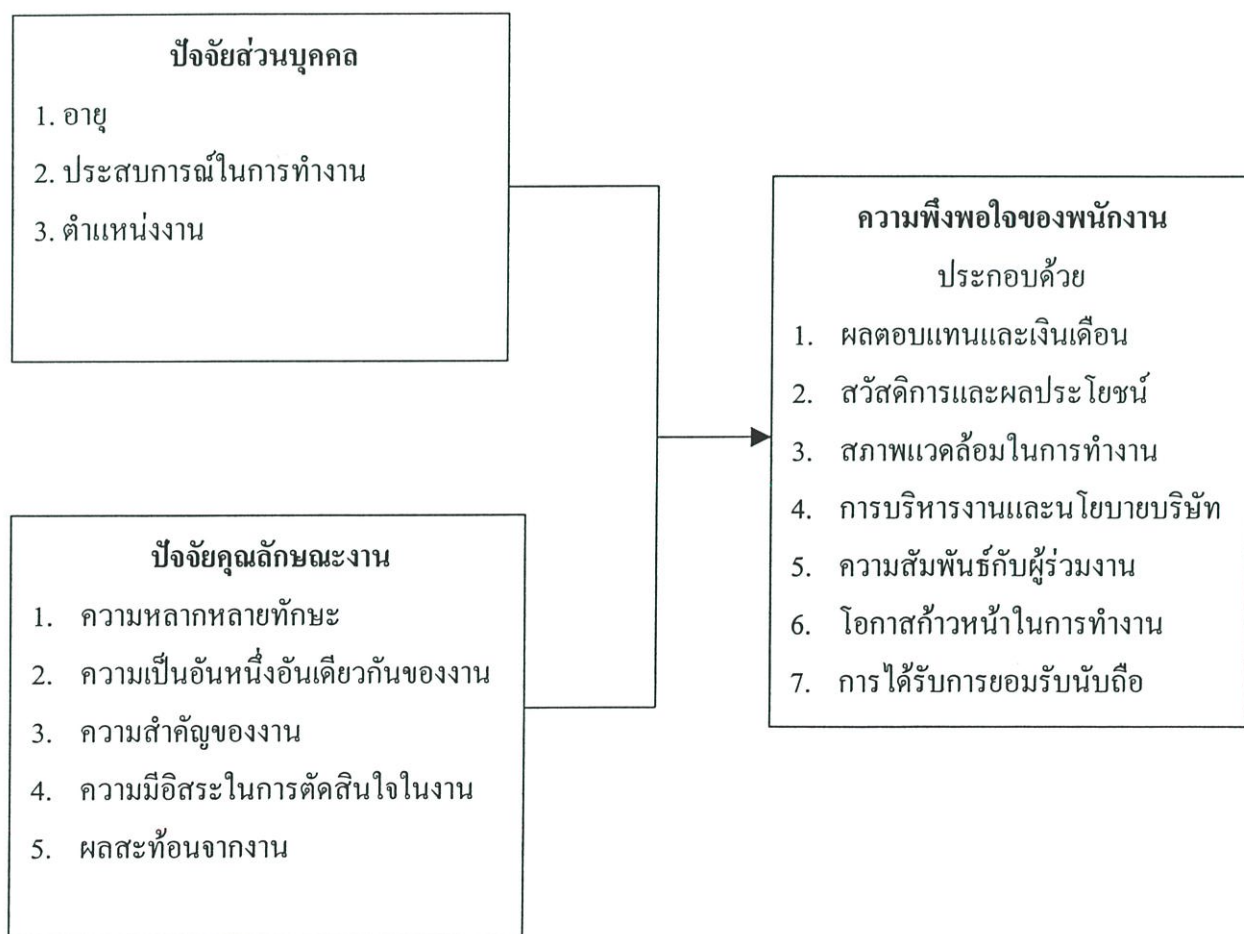 ปัจจัยส่วนบุคคล
1. อายุ
2. ประสบการณ์ในการทำงาน
3. ตำแหน่งงาน
ปัจจัยคุณลักษณะงาน
1. ความหลากหลายทักษะ
2. ความเป็นอันหนึ่งอันเดียวกันของงาน
3. ความสำคัญของงาน
4. ความมีอิสระในการตัดสินใจในงาน
5. ผลสะท้อนจากงาน
ความพึงพอใจของพนักงาน
ประกอบด้วย
1. ผลตอบแทนและเงินเดือน
2. สวัสดิการและผลประโยชน์
3. สภาพแวดล้อมในการทำงาน
4. การบริหารงานและนโยบายบริษัท
5. ความสัมพันธ์กับผู้ร่วมงาน
6. โอกาสก้าวหน้าในการทำงาน
7. การได้รับการยอมรับนับถือ